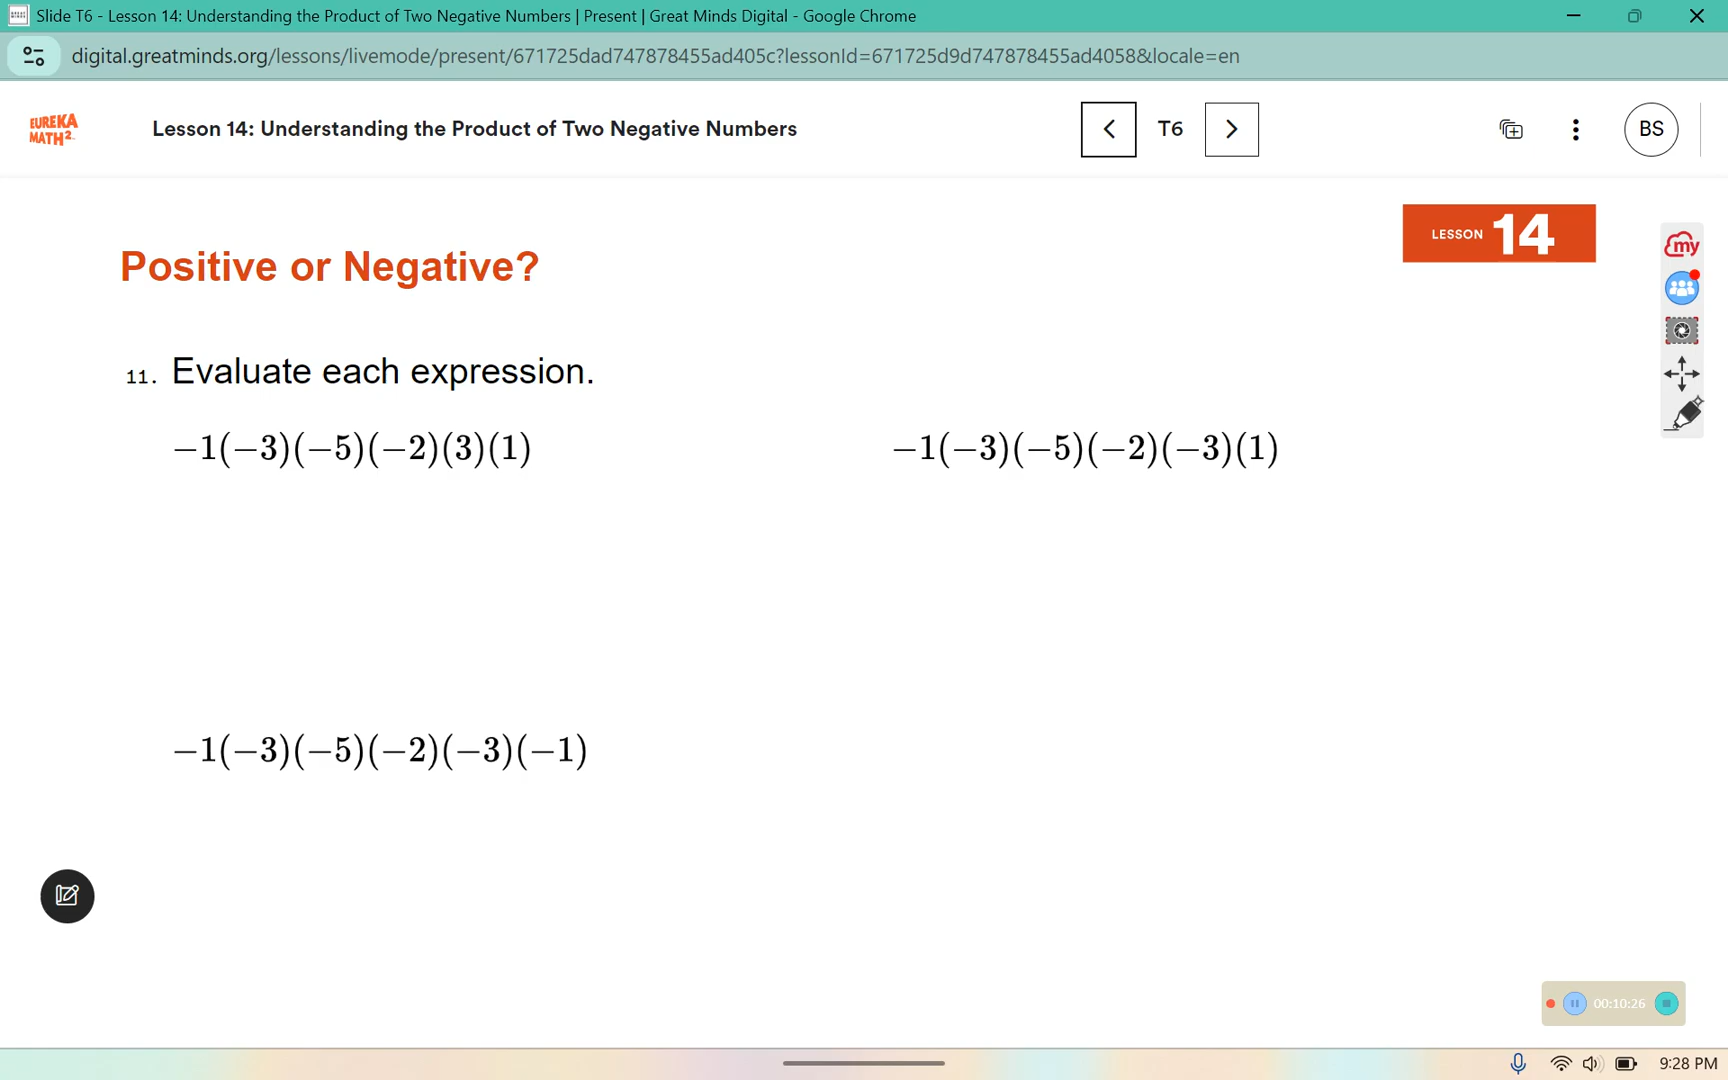 Slide T6 - Lesson 14: Understanding the Product of Two Negative Numbers | Present | Great Minds Digital - Google Chrome
digital.greatminds.org/lessons/livemode/present/671725dad747878455ad405c?lessonId=671725d9d747878455ad4058&locale=en
EUREKA
MATH²
Lesson 14: Understanding the Product of Two Negative Numbers
T6
BS
LESSON 14
my
Positive or Negative?
11. Evaluate each expression.
−1(−3)(−5)(−2)(3)(1)
−1(−3)(−5)(−2)(−3)(1)
−1(−3)(−5)(−2)(−3)(−1)
00:10:26
9:28 PM